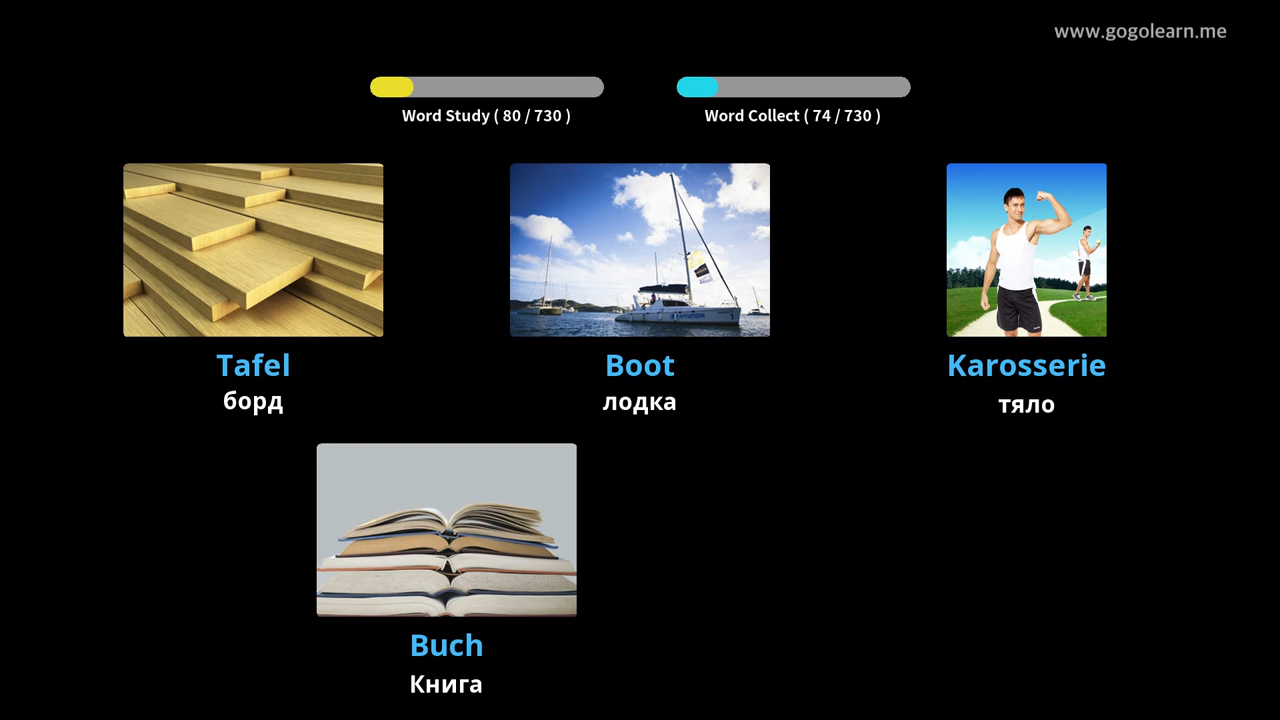 www.gogolearn.me
Word Study ( 80 / 730 )
Word Collect ( 74 / 730 )
Tafel
борд
Boot
лодка
Karosserie
тяло
Buch
Книга